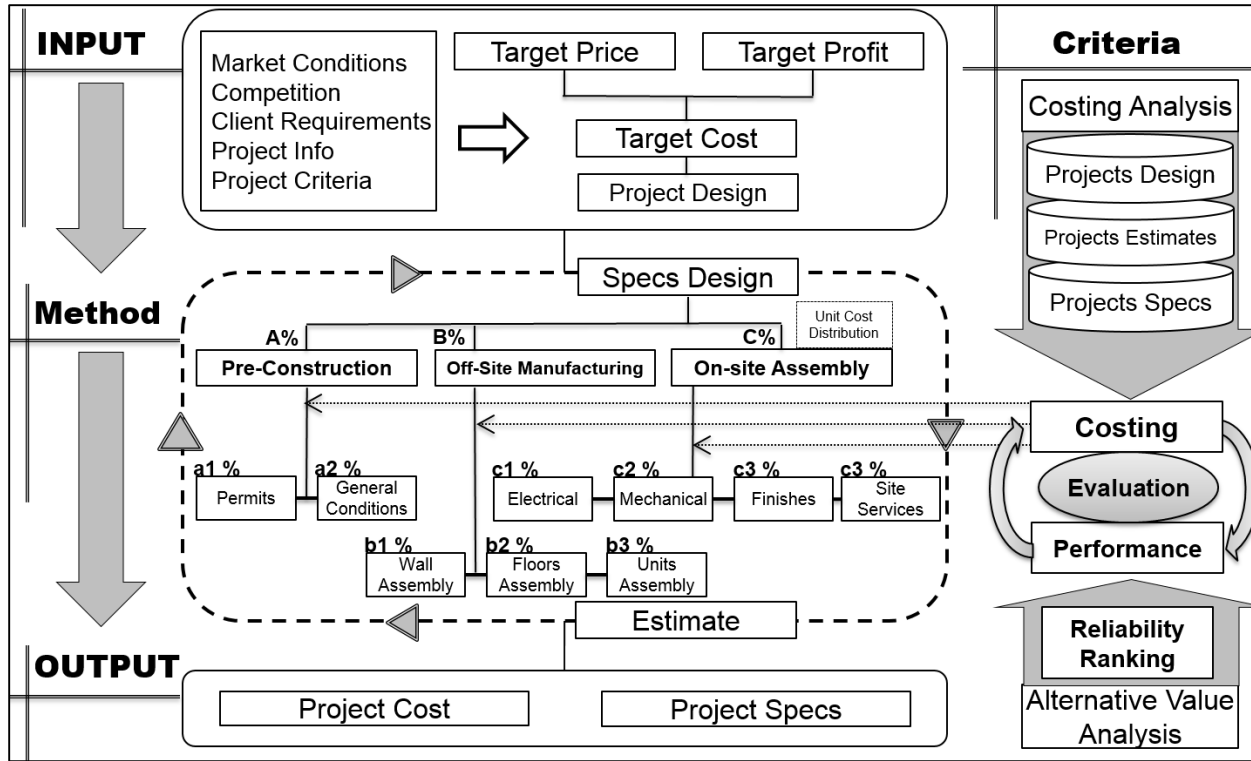 INPUT
Market Conditions
Competition
Client Requirements
Project Info
Project Criteria
Target Price
Target Profit
Target Cost
Project Design
Criteria
Costing Analysis
Projects Design
Projects Estimates
Projects Specs
Method
Specs Design
Unit Cost
Distribution
A%
B%
C%
Pre-Construction
Off-Site Manufacturing
On-site Assembly
a1 %
a2 %
Permits
General
Conditions
c1 %
c2 %
c3 %
c3 %
Electrical
Mechanical
Finishes
Site
Services
b1 %
b2 %
b3 %
Wall
Assembly
Floors
Assembly
Units
Assembly
Estimate
Costing
Evaluation
Performance
Reliability
Ranking
Alternative Value
Analysis
OUTPUT
Project Cost
Project Specs